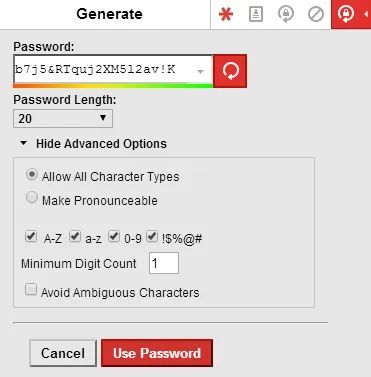 Generate
Password:
b7j5&RTquj2XM5l2av!K
Password Length:
20
Hide Advanced Options
Allow All Character Types
Make Pronounceable
A-Z a-z 0-9 !$%@#
Minimum Digit Count 1
Avoid Ambiguous Characters
Cancel Use Password